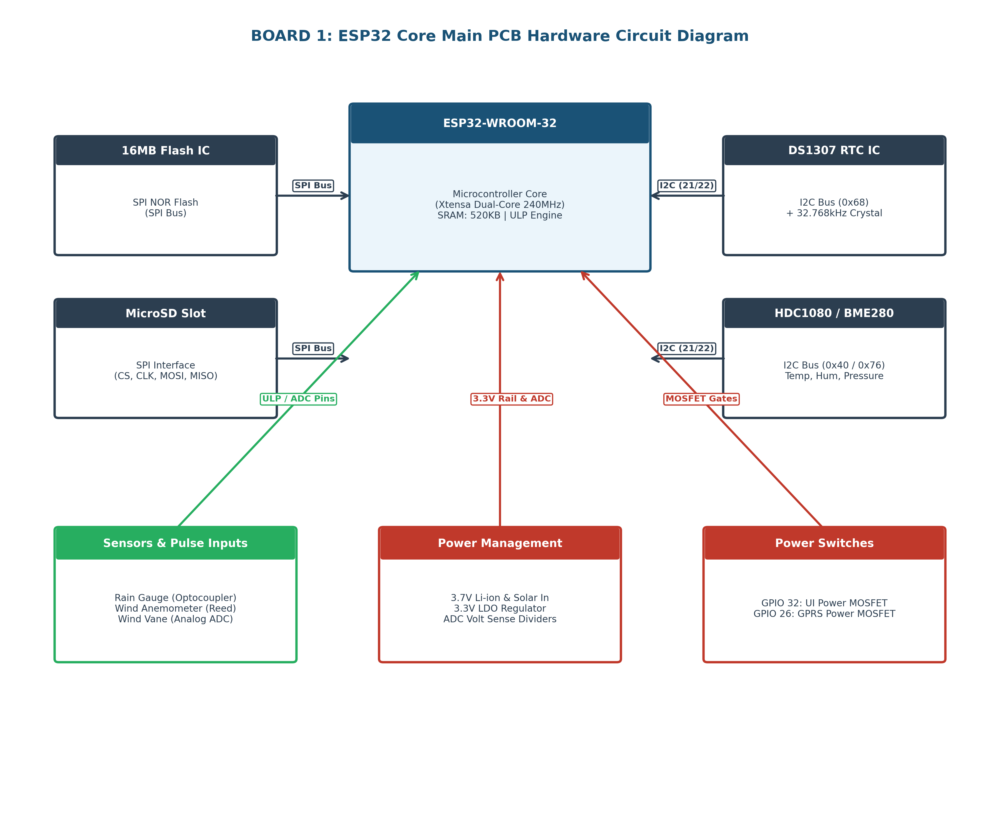 BOARD 1: ESP32 Core Main PCB Hardware Circuit Diagram
ESP32-WROOM-32
Microcontroller Core
(Xtensa Dual-Core 240MHz)
SRAM: 520KB | ULP Engine
16MB Flash IC
SPI NOR Flash
(SPI Bus)
SPI Bus
DS1307 RTC IC
I2C Bus (0x68)
+ 32.768kHz Crystal
I2C (21/22)
MicroSD Slot
SPI Interface
(CS, CLK, MOSI, MISO)
SPI Bus
HDC1080 / BME280
I2C Bus (0x40 / 0x76)
Temp, Hum, Pressure
I2C (21/22)
ULP / ADC Pins
3.3V Rail & ADC
MOSFET Gates
Sensors & Pulse Inputs
Rain Gauge (Optocoupler)
Wind Anemometer (Reed)
Wind Vane (Analog ADC)
Power Management
3.7V Li-ion & Solar In
3.3V LDO Regulator
ADC Volt Sense Dividers
Power Switches
GPIO 32: UI Power MOSFET
GPIO 26: GPRS Power MOSFET